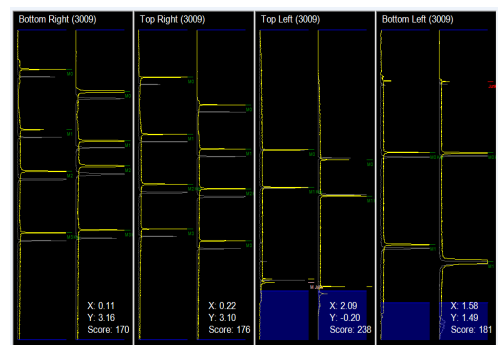 Bottom Right (3009)
Top Right (3009)
Top Left (3009)
Bottom Left (3009)
X: 0.11
Y: 3.16
Score: 170
X: 0.22
Y: 3.10
Score: 176
X: 2.09
Y: -0.20
Score: 238
X: 1.58
Y: 1.49
Score: 181